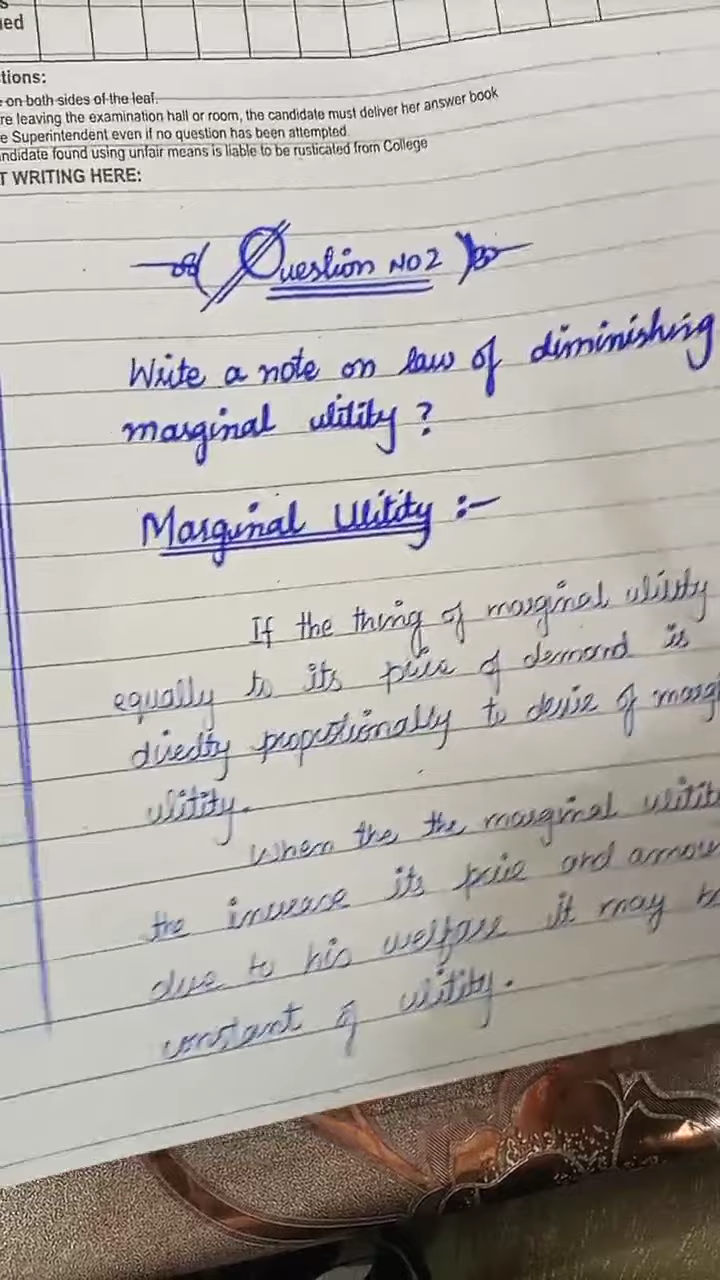 ed
tions:
on both sides of the leaf.
re leaving the examination hall or room, the candidate must deliver her answer book
e Superintendent even if no question has been attempted
ndidate found using unfair means is liable to be rusticated from College
T WRITING HERE:
Question NO 2
Write a note on law of diminishing
marginal utility?
Marginal Utility :-
If the thing of marginal utility
equally to its price of demand is
directly proportionally to desire of margi
utility.
When the the marginal utilit
the increase its price and amou
due to his welfare it may
constant of utility.